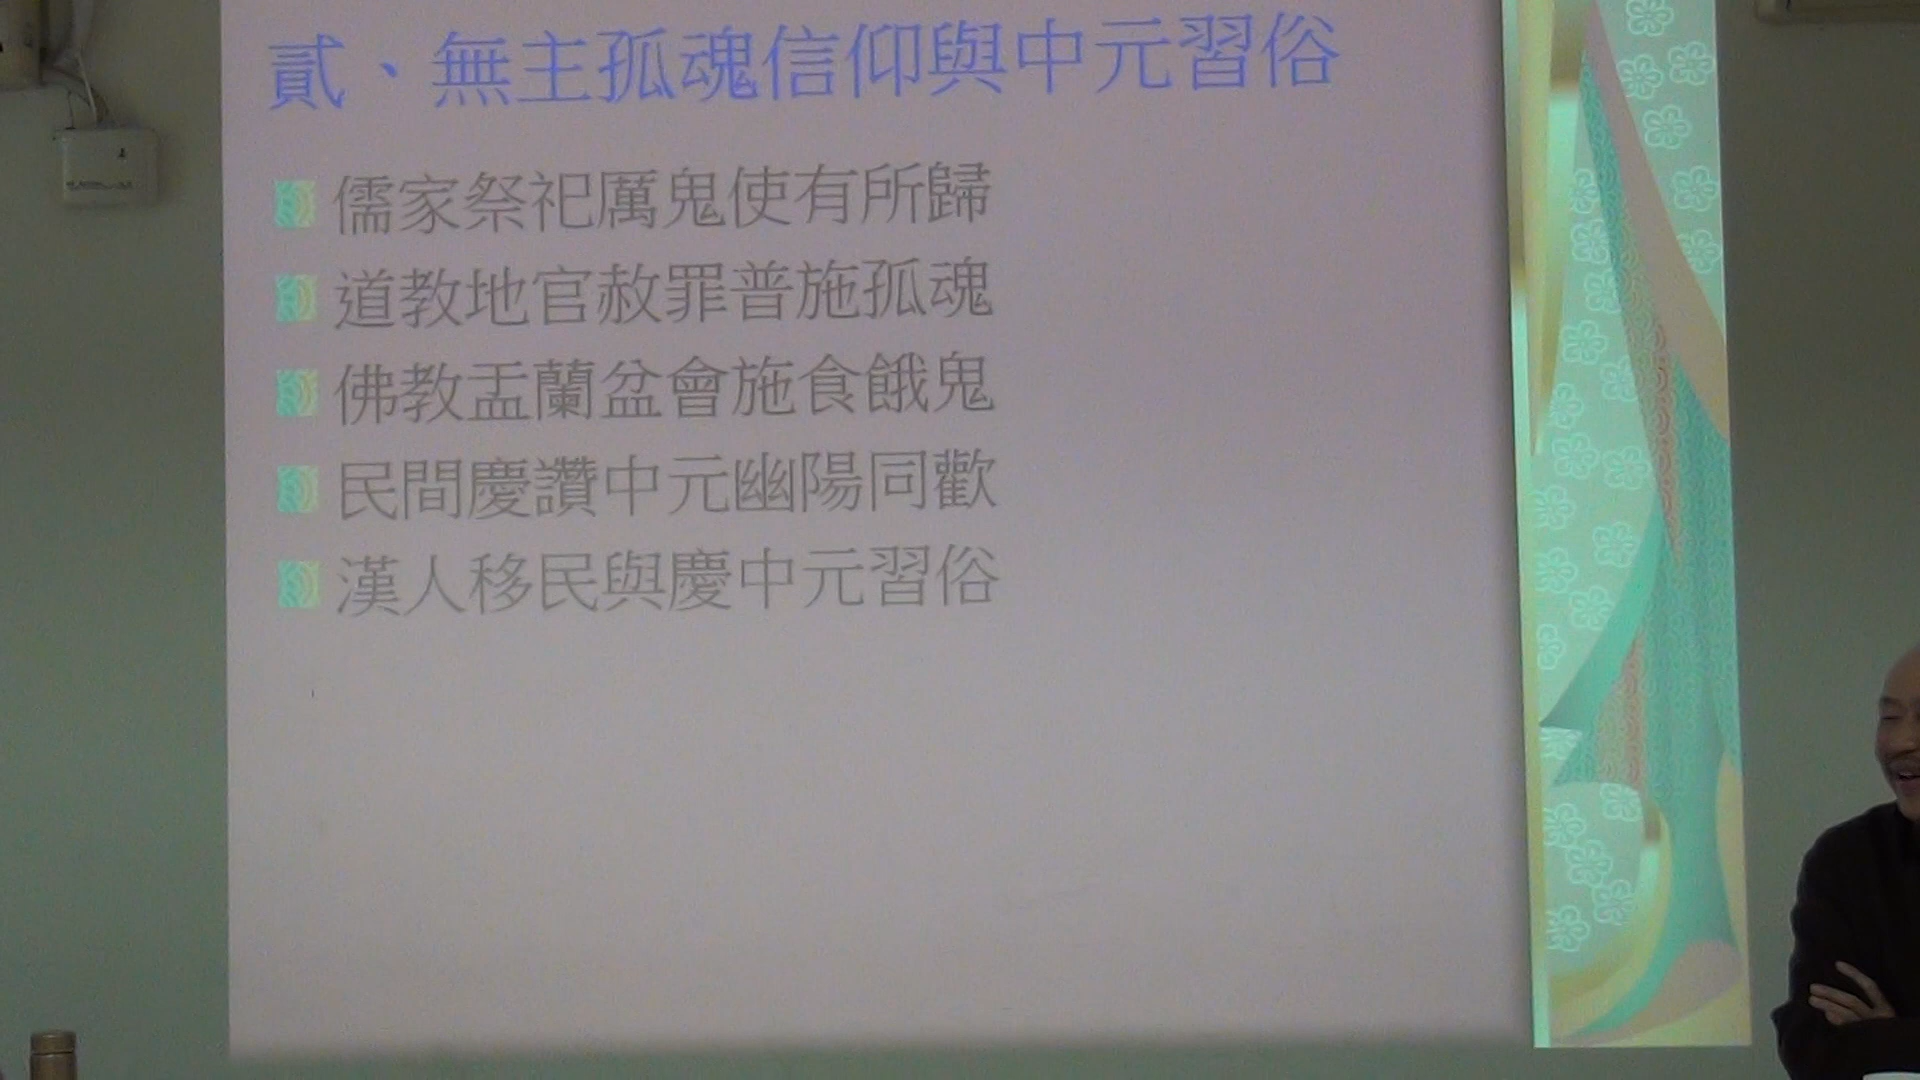 貳、無主孤魂信仰與中元習俗
儒家祭祀厲鬼使有所歸
道教地官赦罪普施孤魂
佛教盂蘭盆會施食餓鬼
民間慶讚中元幽陽同歡
漢人移民與慶中元習俗